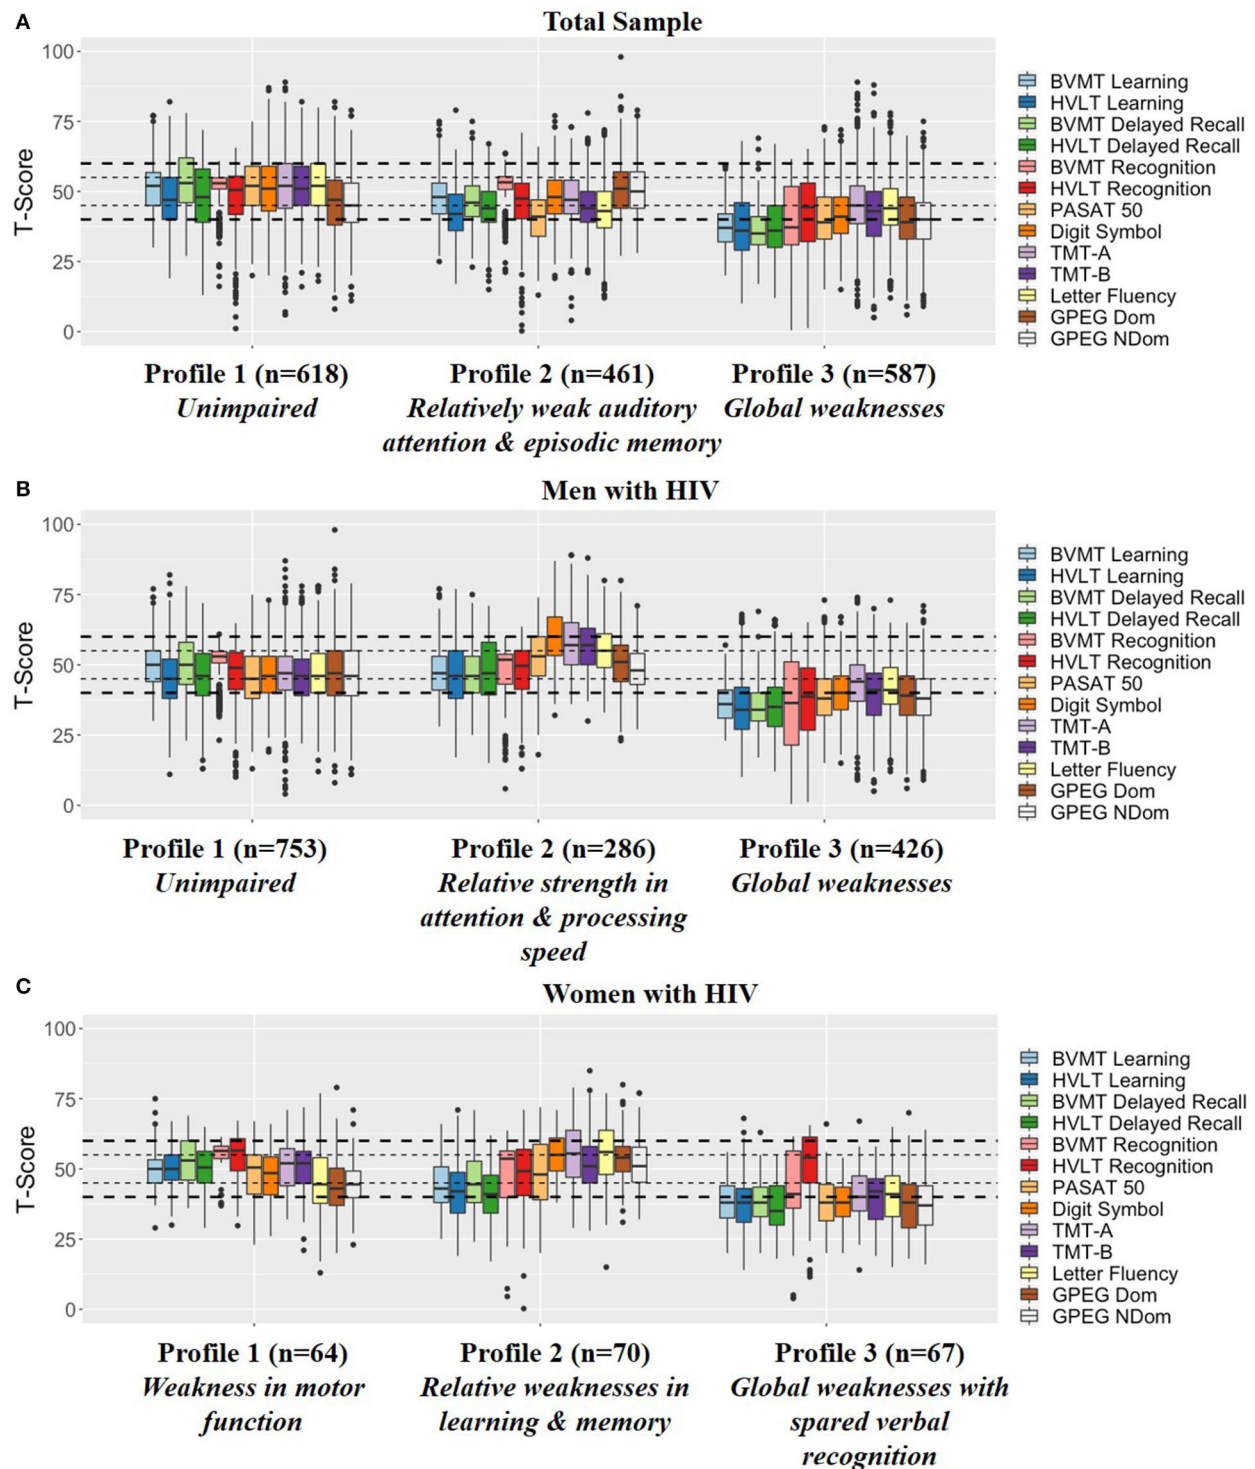 A
Total Sample
100
75
50
25
0
T-Score
BVMT Learning
HVLT Learning
BVMT Delayed Recall
HVLT Delayed Recall
BVMT Recognition
HVLT Recognition
PASAT 50
Digit Symbol
TMT-A
TMT-B
Letter Fluency
GPEG Dom
GPEG NDom
Profile 1 (n=618)
Unimpaired
Profile 2 (n=461)
Relatively weak auditory
attention & episodic memory
Profile 3 (n=587)
Global weaknesses
B
Men with HIV
100
75
50
25
0
T-Score
BVMT Learning
HVLT Learning
BVMT Delayed Recall
HVLT Delayed Recall
BVMT Recognition
HVLT Recognition
PASAT 50
Digit Symbol
TMT-A
TMT-B
Letter Fluency
GPEG Dom
GPEG NDom
Profile 1 (n=753)
Unimpaired
Profile 2 (n=286)
Relative strength in
attention & processing
speed
Profile 3 (n=426)
Global weaknesses
C
Women with HIV
100
75
50
25
0
T-Score
BVMT Learning
HVLT Learning
BVMT Delayed Recall
HVLT Delayed Recall
BVMT Recognition
HVLT Recognition
PASAT 50
Digit Symbol
TMT-A
TMT-B
Letter Fluency
GPEG Dom
GPEG NDom
Profile 1 (n=64)
Weakness in motor
function
Profile 2 (n=70)
Relative weaknesses in
learning & memory
Profile 3 (n=67)
Global weaknesses with
spared verbal
recognition